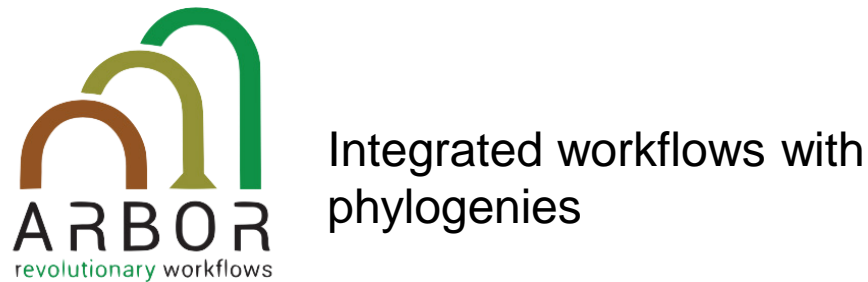 ARBOR
revolutionary workflows
Integrated workflows with
phylogenies